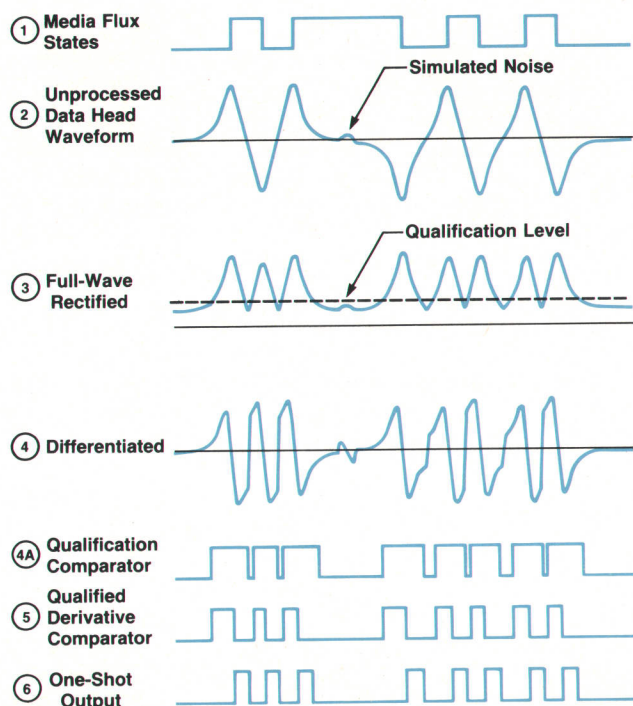 1 Media Flux
States
Simulated Noise
2 Unprocessed
Data Head
Waveform
Qualification Level
3 Full-Wave
Rectified
4 Differentiated
4A Qualification
Comparator
5 Qualified
Derivative
Comparator
6 One-Shot
Output